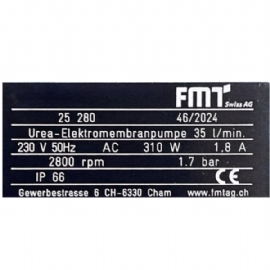 FMT
Swiss AG
25 280 46/2024
Urea-Elektromembranpumpe 35 l/min.
230 V 50Hz AC 310 W 1.8 A
2800 rpm 1.7 bar
IP 66 CE
Gewerbestrasse 6 CH-6330 Cham www.fmtag.ch